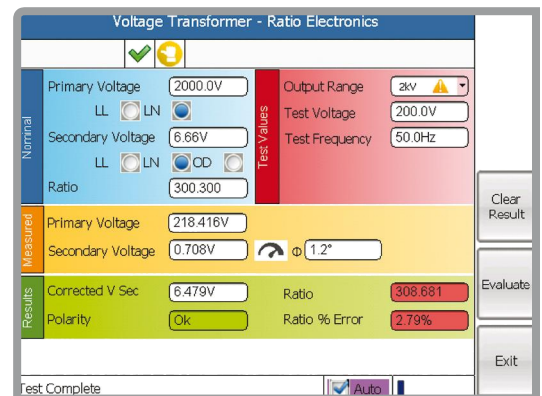 Voltage Transformer - Ratio Electronics
Nominal
Primary Voltage 2000.0V
LL LN
Secondary Voltage 6.66V
LL LN OD
Ratio 300.300
Test Values
Output Range 2kV
Test Voltage 200.0V
Test Frequency 50.0Hz
Measured
Primary Voltage 218.416V
Secondary Voltage 0.708V Φ 1.2°
Results
Corrected V Sec 6.479V Ratio 308.681
Polarity Ok Ratio % Error 2.79%
Clear
Result
Evaluate
Exit
Test Complete Auto